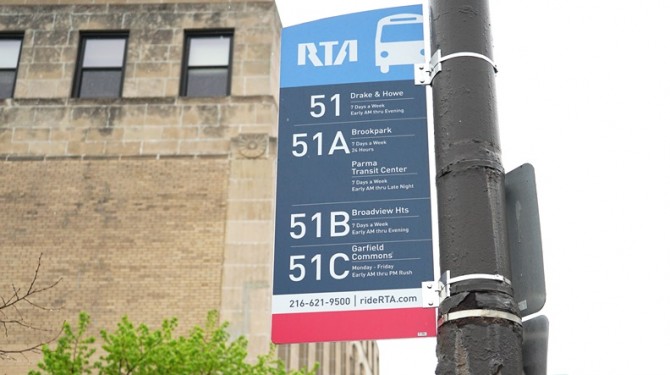 RTA
51 Drake & Howe
7 Days a Week
Early AM thru Evening
51A Brookpark
7 Days a Week
24 Hours
Parma
Transit Center
7 Days a Week
Early AM thru Late Night
51B Broadview Hts
7 Days a Week
Early AM thru Evening
51C Garfield
Commons
Monday - Friday
Early AM thru PM Rush
216-621-9500 | rideRTA.com